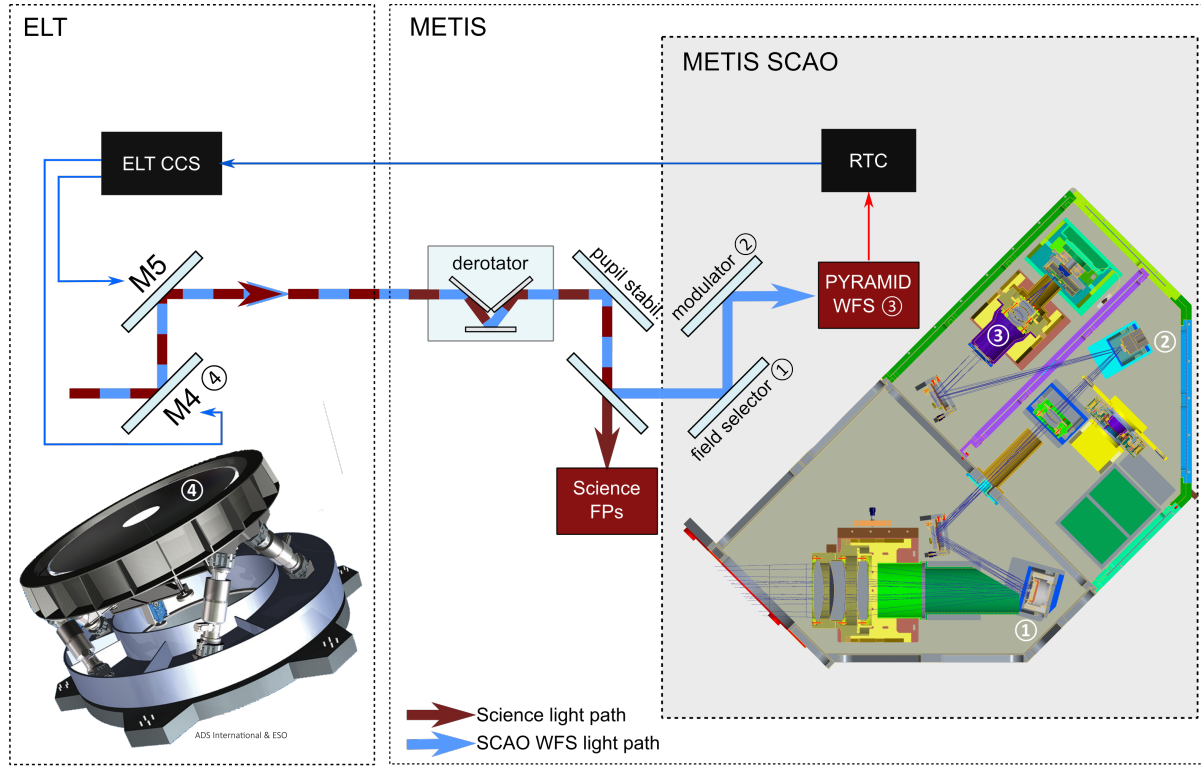 ELT
METIS
METIS SCAO
ELT CCS
RTC
M5
derotator
pupil stabil.
modulator ②
PYRAMID
WFS ③
M4 ④
field selector ①
Science
FPs
④
③
②
①
ADS International & ESO
Science light path
SCAO WFS light path